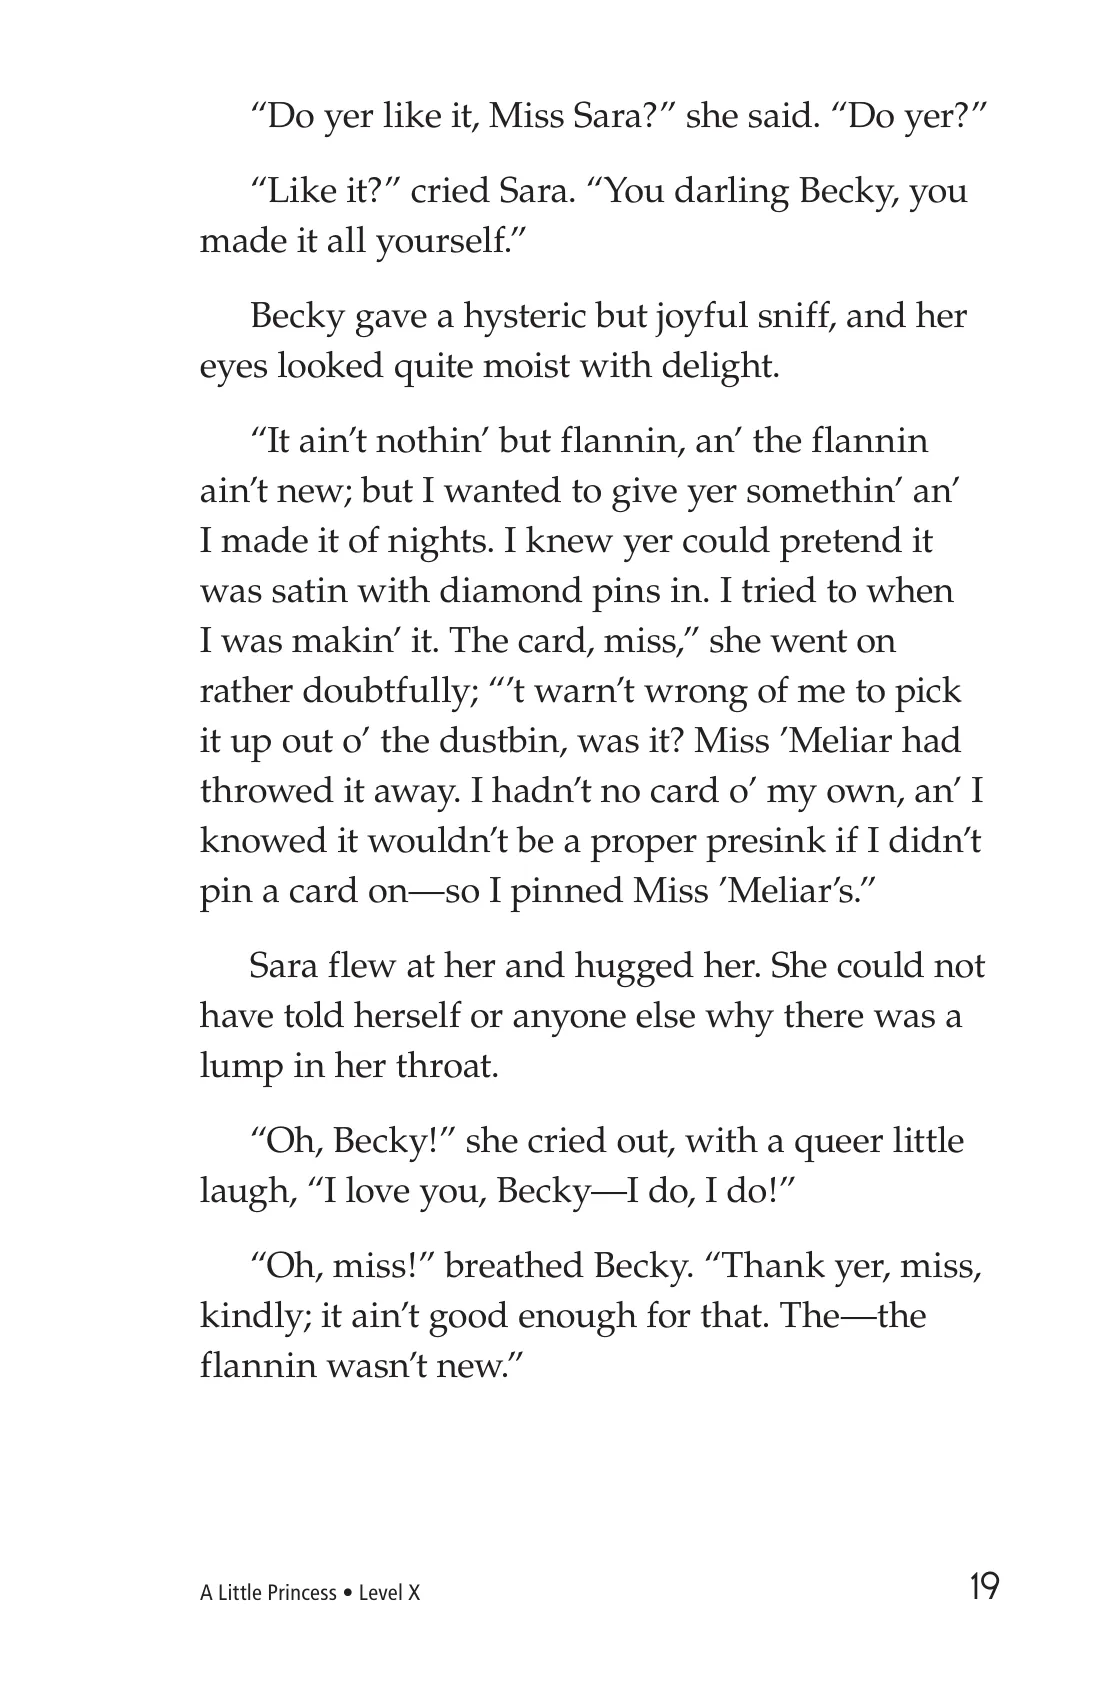 “Do yer like it, Miss Sara?” she said. “Do yer?”
“Like it?” cried Sara. “You darling Becky, you
made it all yourself.”
Becky gave a hysteric but joyful sniff, and her
eyes looked quite moist with delight.
“It ain’t nothin’ but flannin, an’ the flannin
ain’t new; but I wanted to give yer somethin’ an’
I made it of nights. I knew yer could pretend it
was satin with diamond pins in. I tried to when
I was makin’ it. The card, miss,” she went on
rather doubtfully; “’t warn’t wrong of me to pick
it up out o’ the dustbin, was it? Miss ’Meliar had
throwed it away. I hadn’t no card o’ my own, an’ I
knowed it wouldn’t be a proper presink if I didn’t
pin a card on—so I pinned Miss ’Meliar’s.”
Sara flew at her and hugged her. She could not
have told herself or anyone else why there was a
lump in her throat.
“Oh, Becky!” she cried out, with a queer little
laugh, “I love you, Becky—I do, I do!”
“Oh, miss!” breathed Becky. “Thank yer, miss,
kindly; it ain’t good enough for that. The—the
flannin wasn’t new.”
A Little Princess • Level X
19